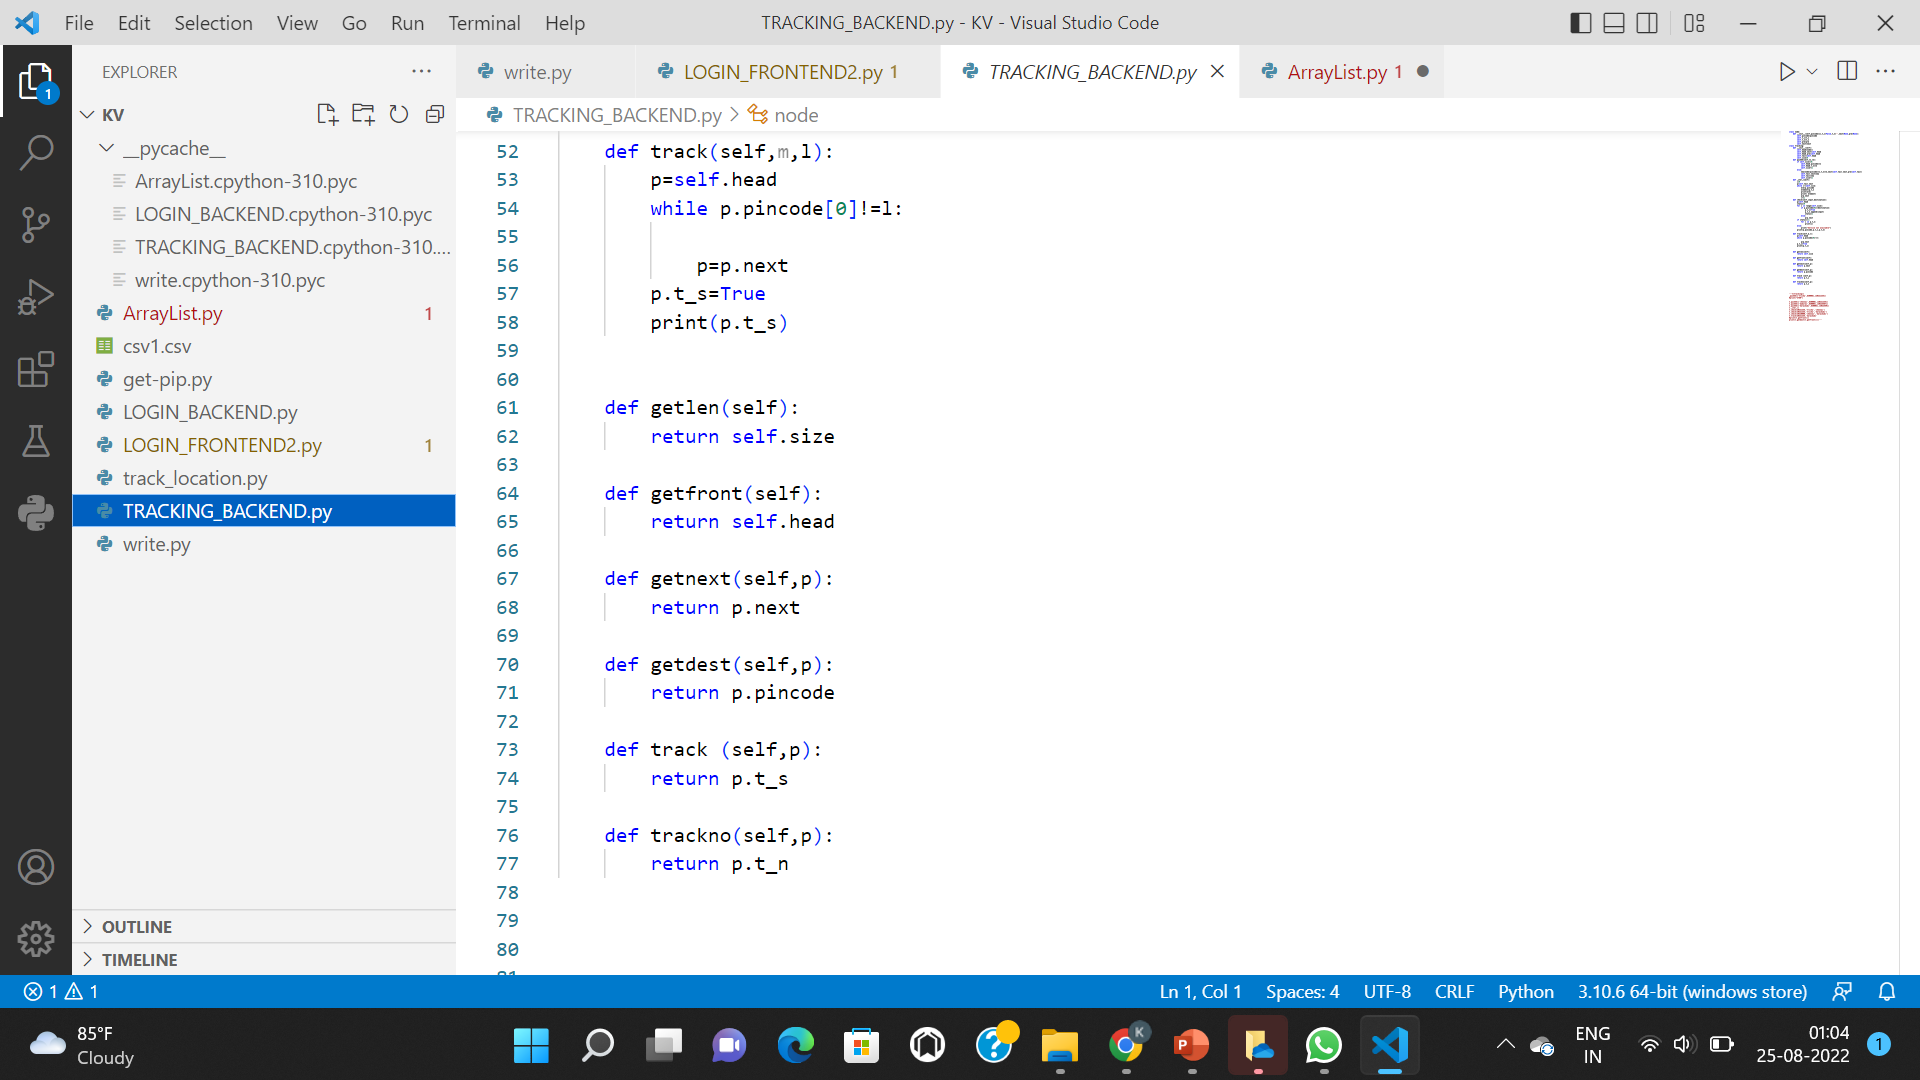 File Edit Selection View Go Run Terminal Help
TRACKING_BACKEND.py - KV - Visual Studio Code
EXPLORER
write.py
LOGIN_FRONTEND2.py 1
TRACKING_BACKEND.py
ArrayList.py 1
1
KV
TRACKING_BACKEND.py > node
__pycache__
ArrayList.cpython-310.pyc
LOGIN_BACKEND.cpython-310.pyc
TRACKING_BACKEND.cpython-310....
write.cpython-310.pyc
ArrayList.py 1
csv1.csv
get-pip.py
LOGIN_BACKEND.py
LOGIN_FRONTEND2.py 1
track_location.py
TRACKING_BACKEND.py
write.py
OUTLINE
TIMELINE
52 def track(self,m,l):
53 p=self.head
54 while p.pincode[0]!=l:
55
56 p=p.next
57 p.t_s=True
58 print(p.t_s)
59
60
61 def getlen(self):
62 return self.size
63
64 def getfront(self):
65 return self.head
66
67 def getnext(self,p):
68 return p.next
69
70 def getdest(self,p):
71 return p.pincode
72
73 def track (self,p):
74 return p.t_s
75
76 def trackno(self,p):
77 return p.t_n
78
79
80
1 1
Ln 1, Col 1 Spaces: 4 UTF-8 CRLF Python 3.10.6 64-bit (windows store)
85°F
Cloudy
K
P
ENG
IN
01:04
25-08-2022
1